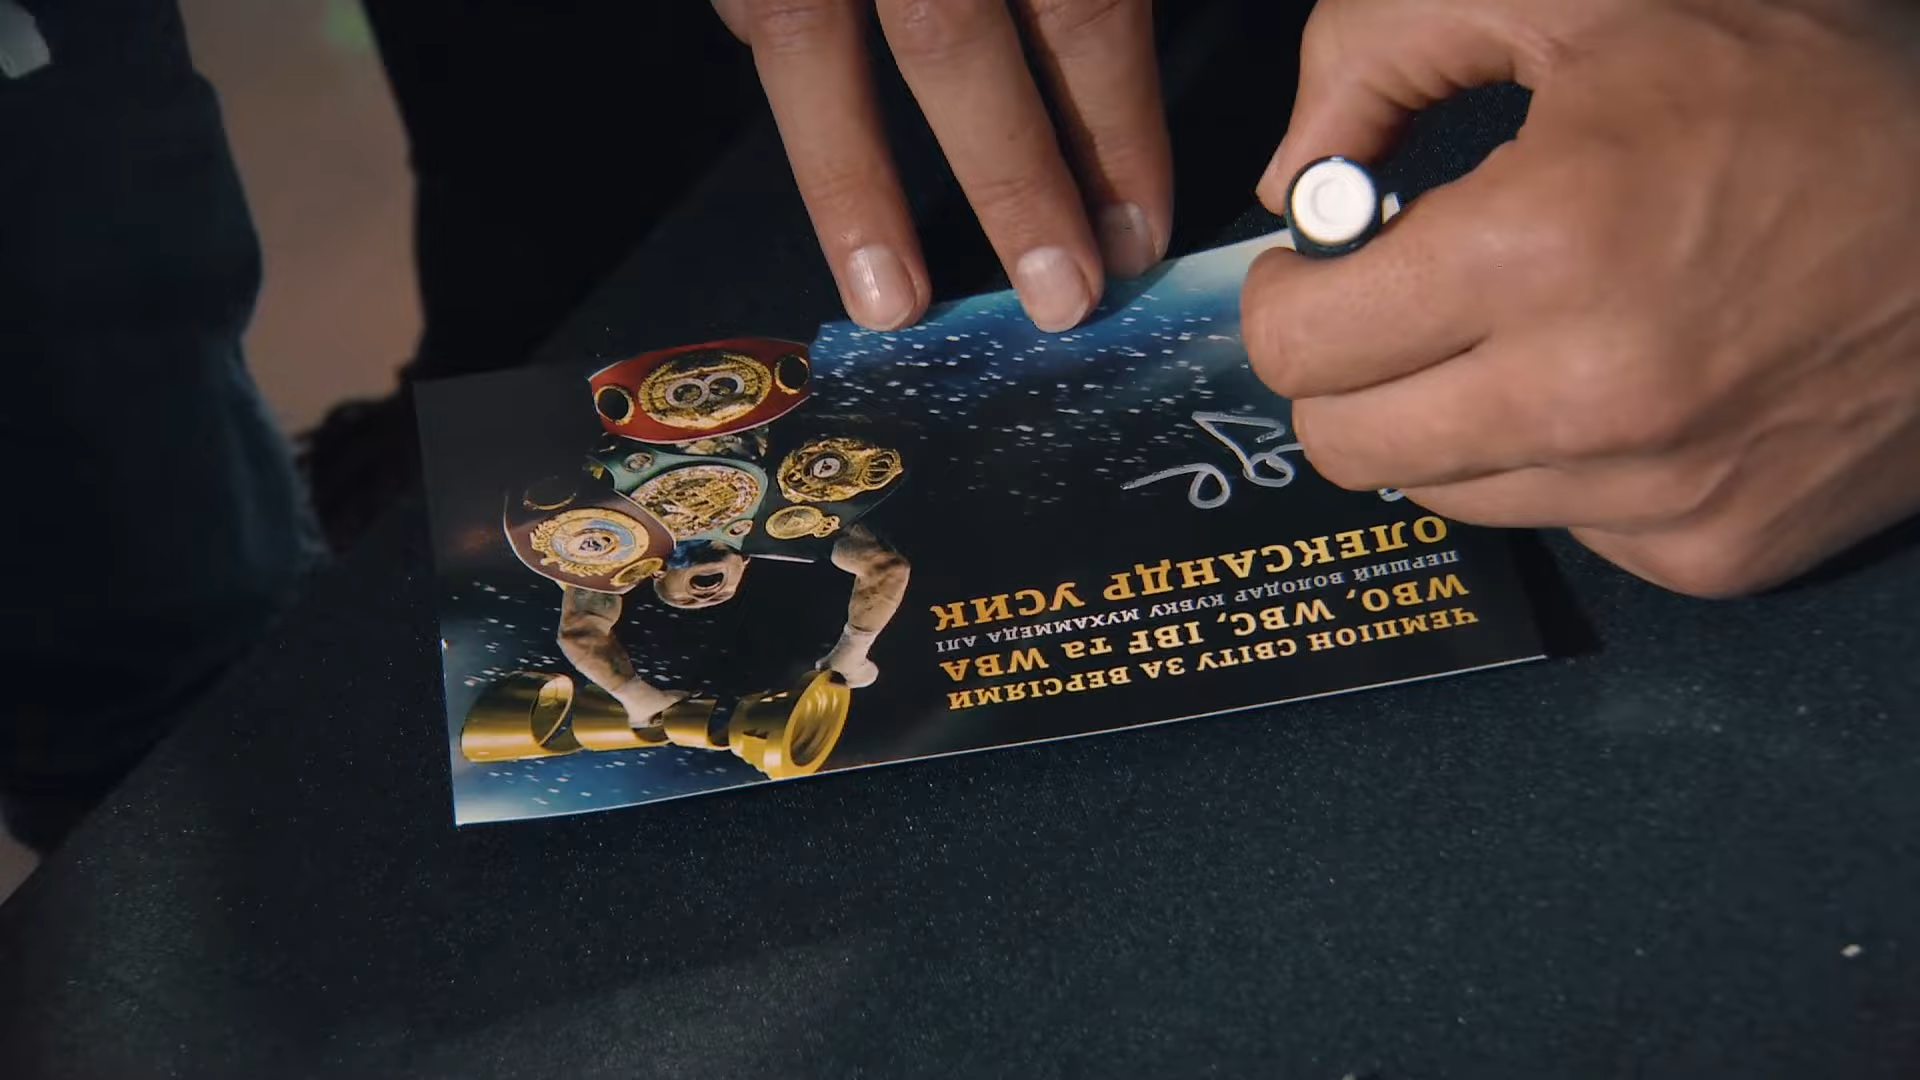 ЧЕМПІОН СВІТУ ЗА ВЕРСІЯМИ
WBO, WBC, IBF та WBA
ПЕРШИЙ ВОЛОДАР КУБКУ МУХАММЕДА АЛІ
ОЛЕКСАНДР УСИК